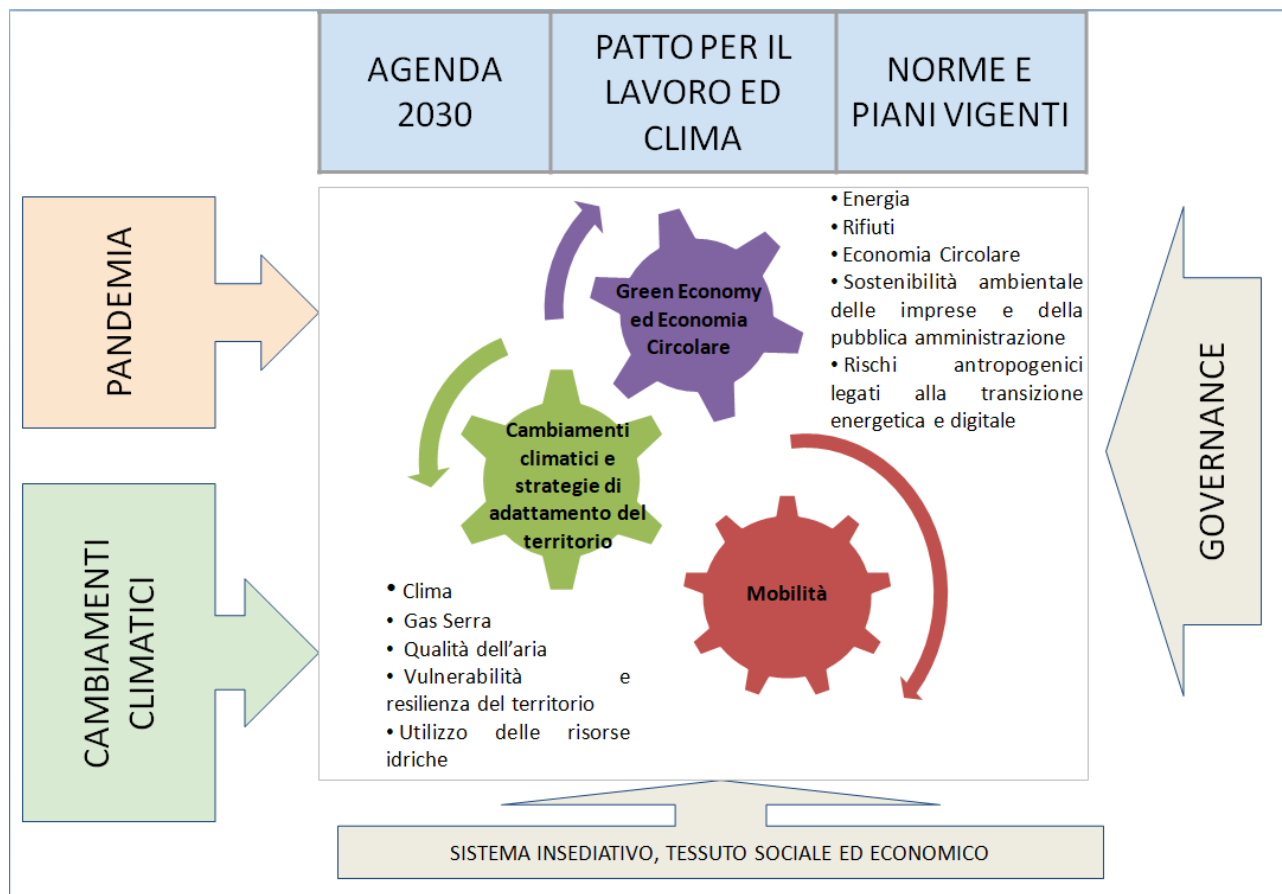 AGENDA
2030
PATTO PER IL
LAVORO ED
CLIMA
NORME E
PIANI VIGENTI
PANDEMIA
CAMBIAMENTI
CLIMATICI
Green Economy
ed Economia
Circolare
• Energia
• Rifiuti
• Economia Circolare
• Sostenibilità ambientale
delle imprese e della
pubblica amministrazione
• Rischi antropogenici
legati alla transizione
energetica e digitale
Cambiamenti
climatici e
strategie di
adattamento del
territorio
Mobilità
• Clima
• Gas Serra
• Qualità dell’aria
• Vulnerabilità e
resilienza del territorio
• Utilizzo delle risorse
idriche
GOVERNANCE
SISTEMA INSEDIATIVO, TESSUTO SOCIALE ED ECONOMICO